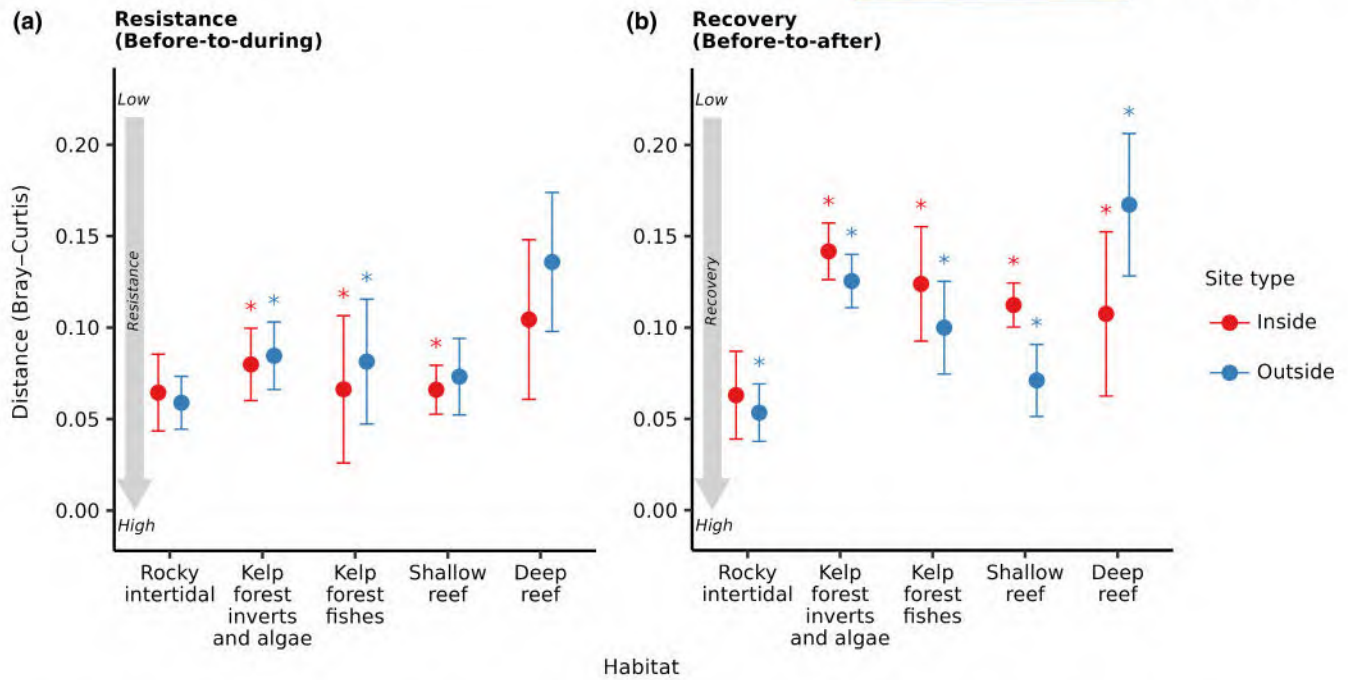 (a)
Resistance
(Before-to-during)
Low
Resistance
High
0.20
0.15
0.10
0.05
0.00
Distance (Bray–Curtis)
Rocky
intertidal
Kelp
forest
inverts
and algae
Kelp
forest
fishes
Shallow
reef
Deep
reef
(b)
Recovery
(Before-to-after)
Low
Recovery
High
0.20
0.15
0.10
0.05
0.00
Rocky
intertidal
Kelp
forest
inverts
and algae
Kelp
forest
fishes
Shallow
reef
Deep
reef
Habitat
Site type
Inside
Outside